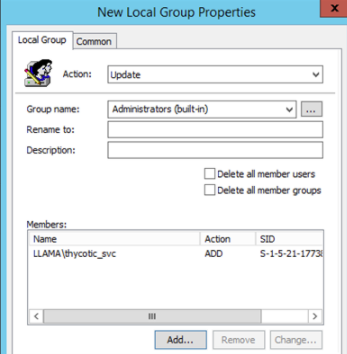 New Local Group Properties
x
Local Group Common
Action: Update
Group name: Administrators (built-in) ...
Rename to:
Description:
Delete all member users
Delete all member groups
Members:
Name Action SID
LLAMA\thycotic_svc ADD S-1-5-21-1773
Add... Remove Change...